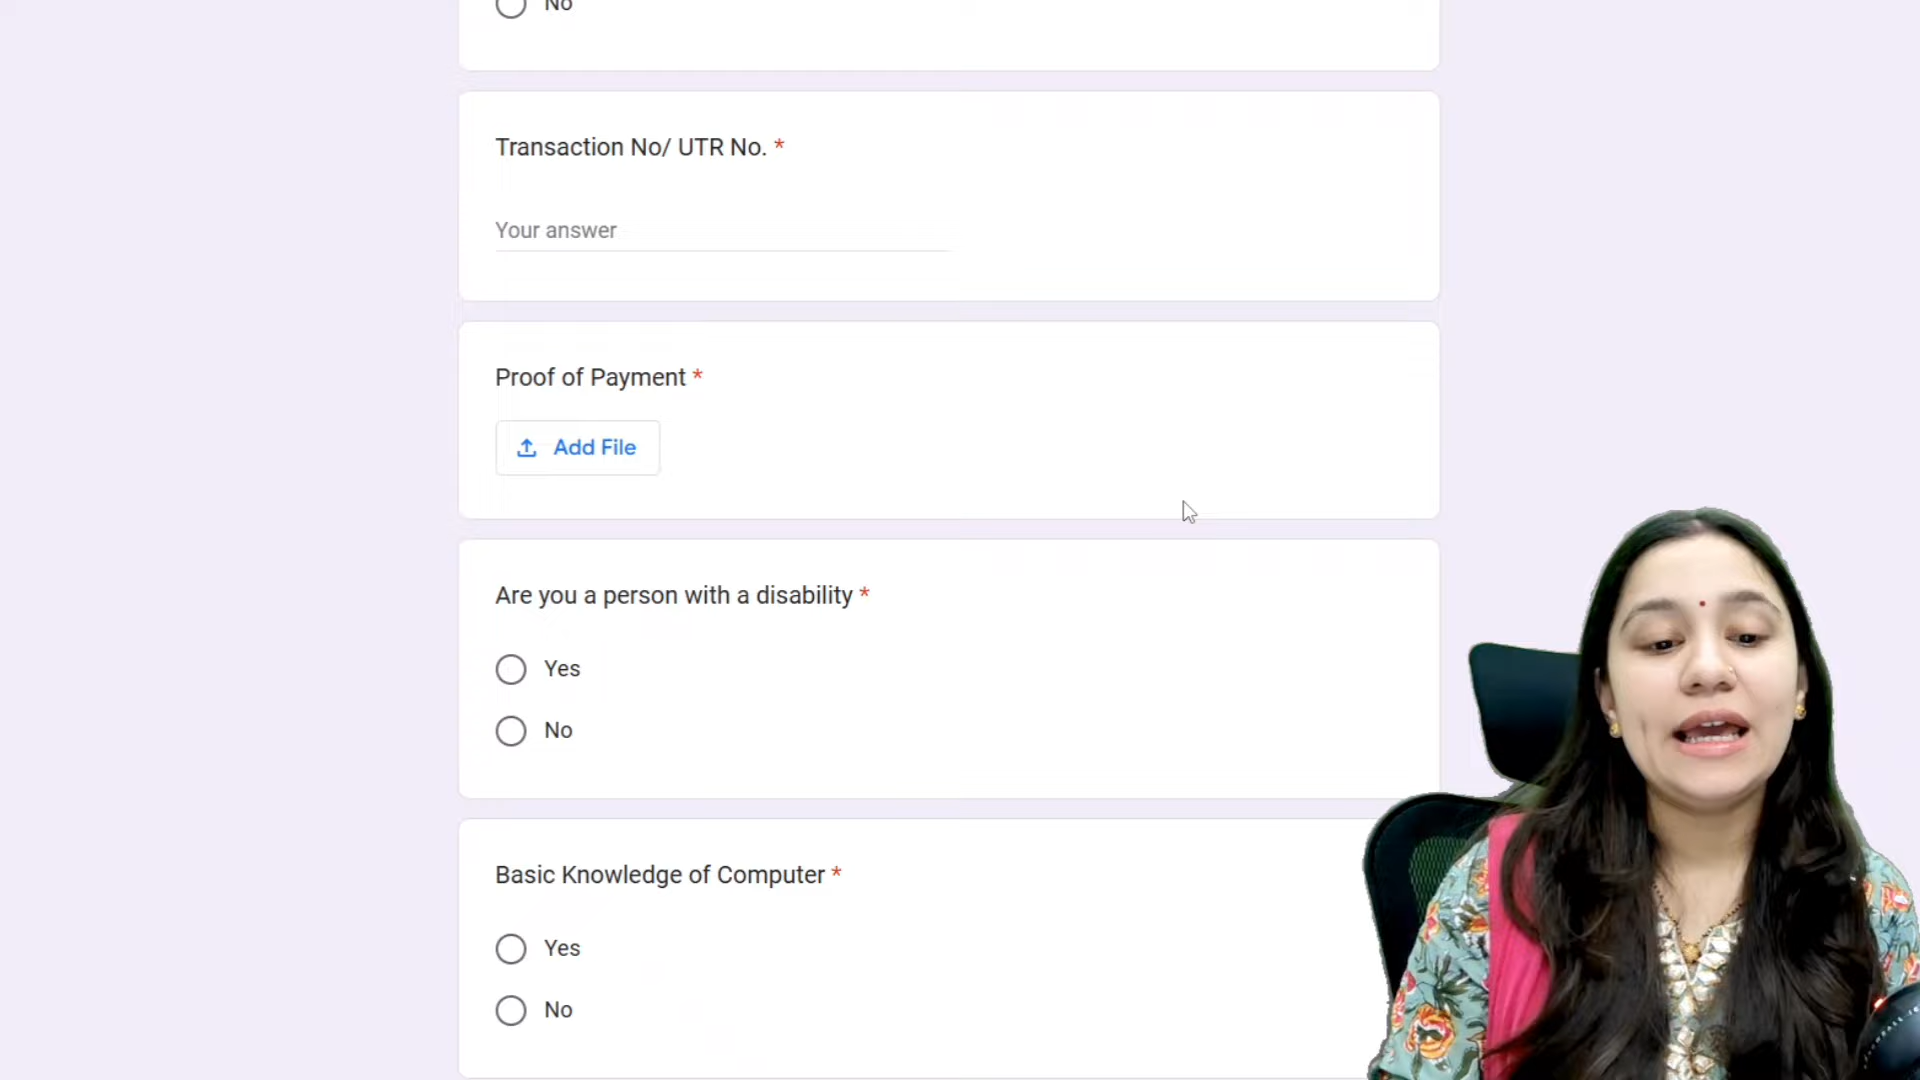 No
Transaction No/ UTR No. *
Your answer
Proof of Payment *
Add File
Are you a person with a disability *
Yes
No
Basic Knowledge of Computer *
Yes
No